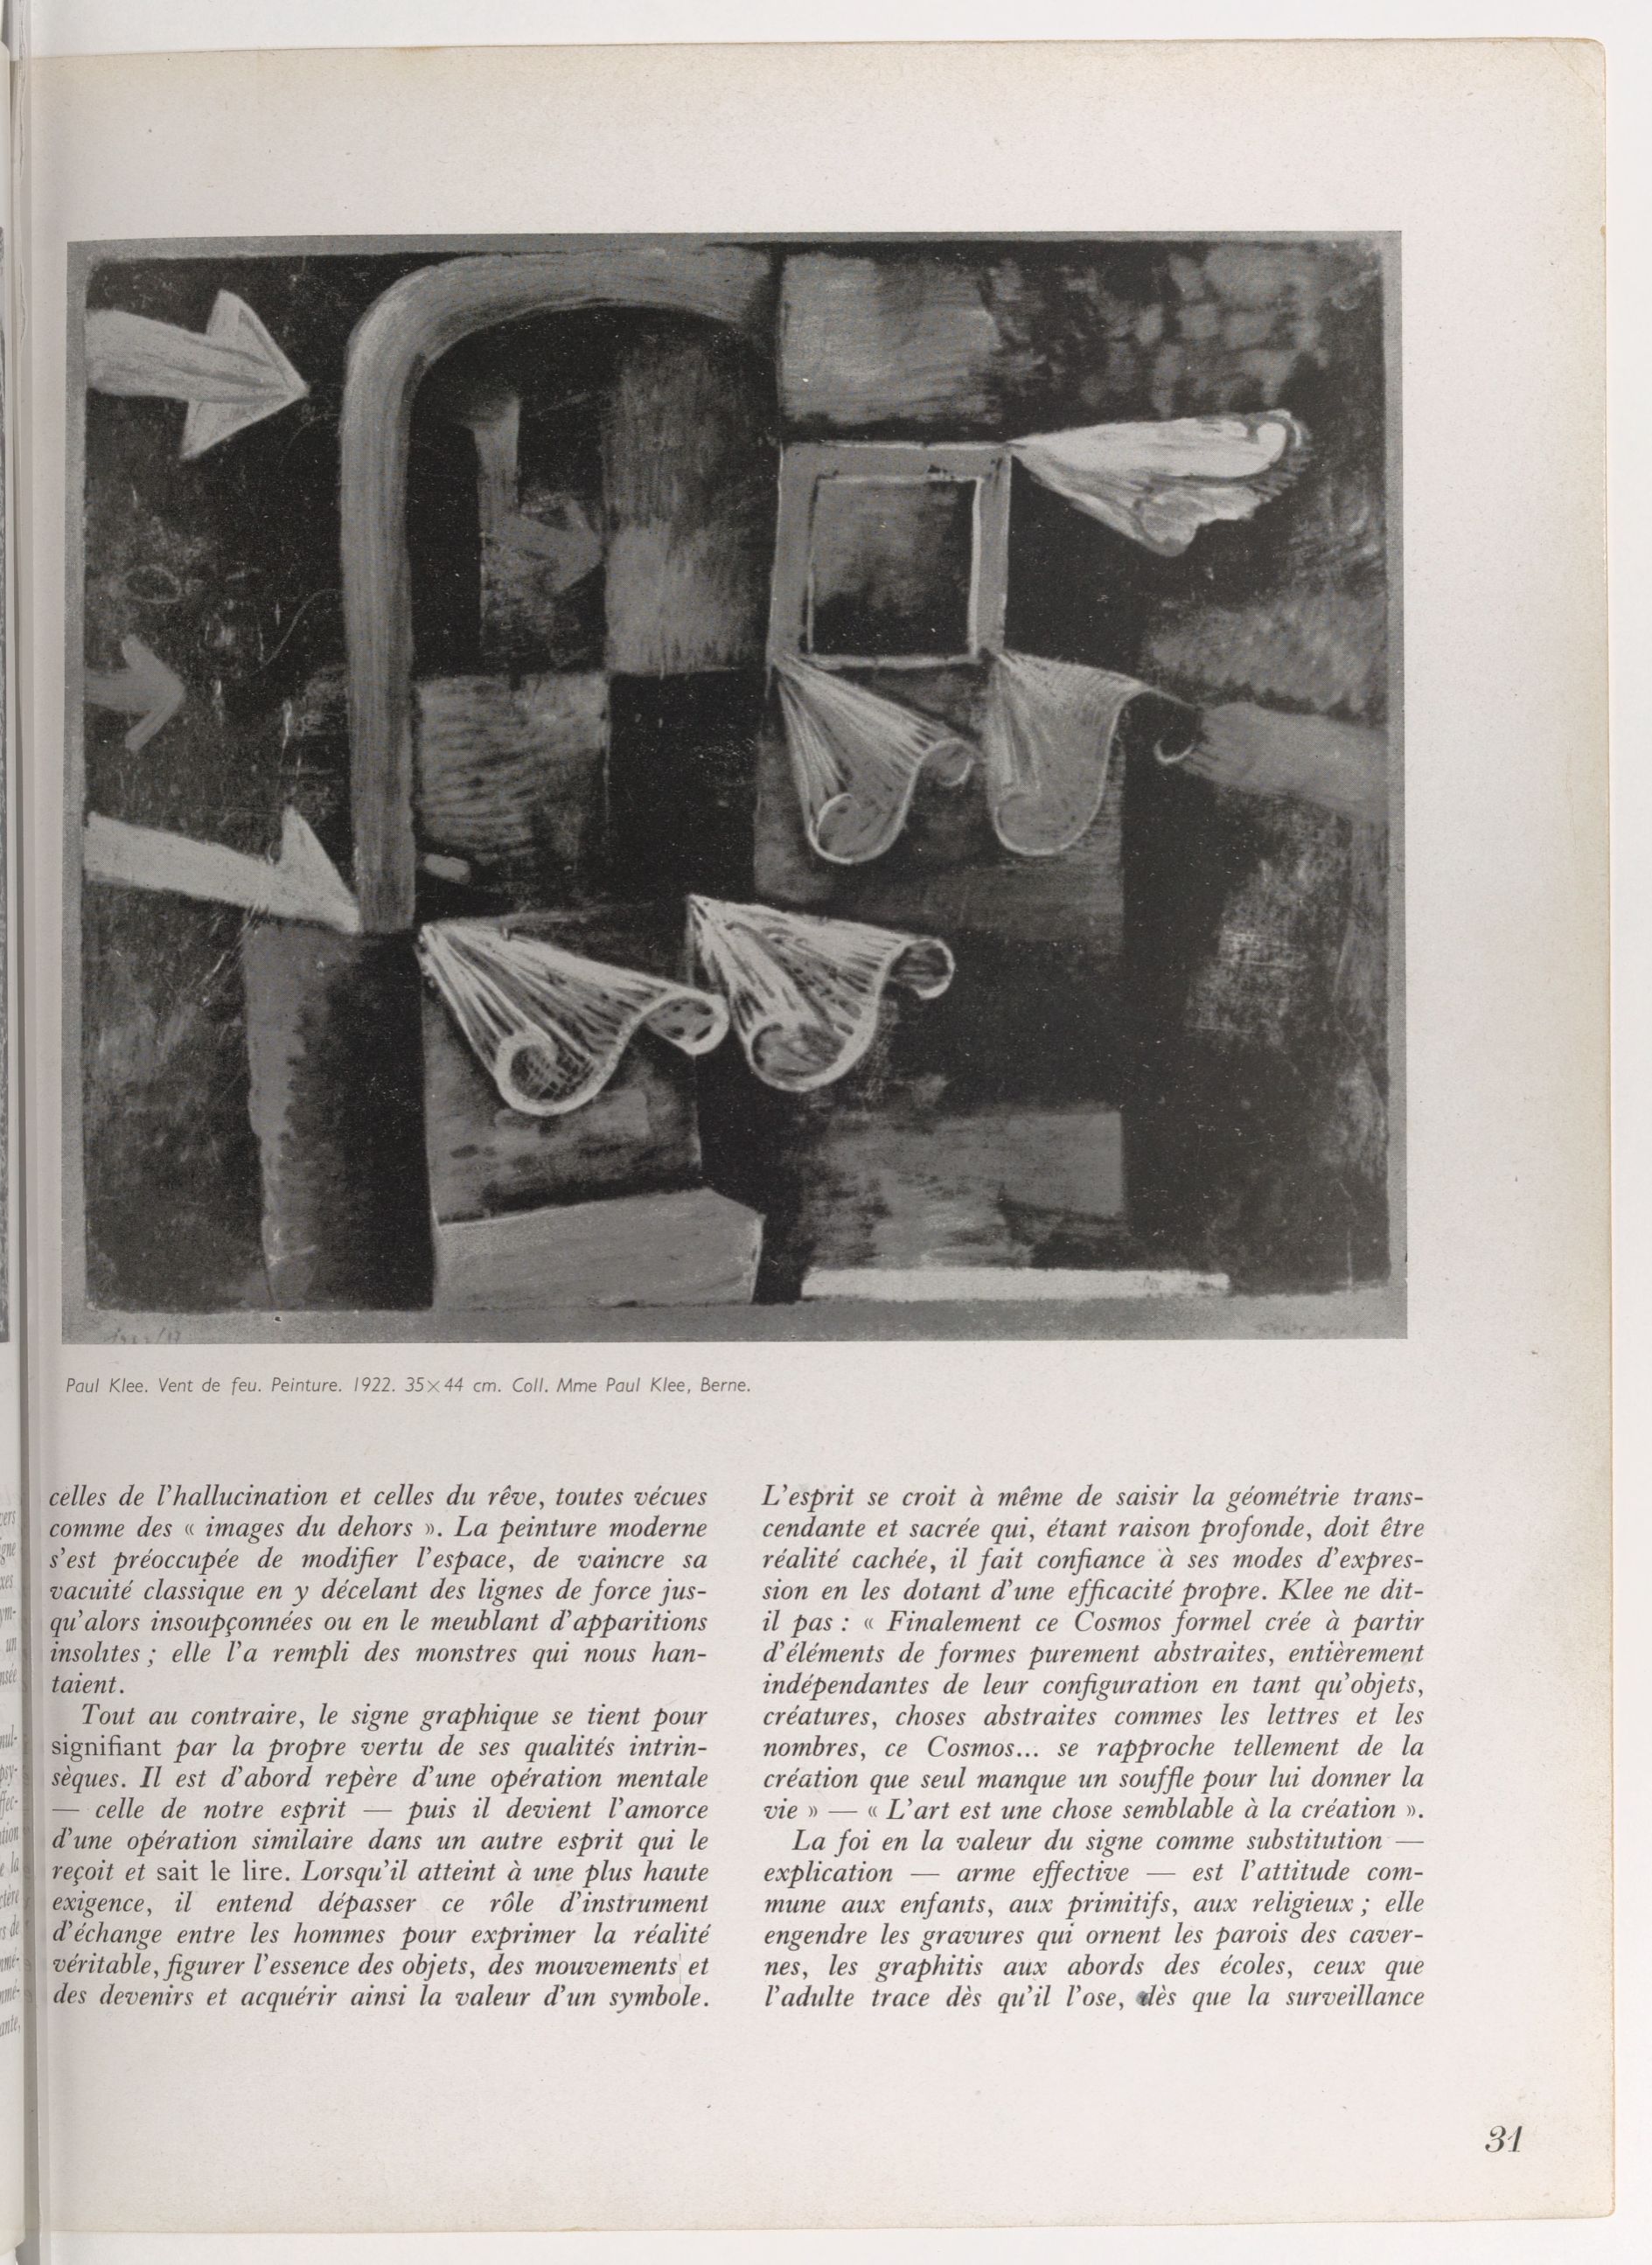 Paul Klee. Vent de feu. Peinture. 1922. 35×44 cm. Coll. Mme Paul Klee, Berne.
celles de l'hallucination et celles du rêve, toutes vécues
comme des « images du dehors ». La peinture moderne
s'est préoccupée de modifier l'espace, de vaincre sa
vacuité classique en y décelant des lignes de force jus-
qu'alors insoupçonnées ou en le meublant d'apparitions
insolites ; elle l'a rempli des monstres qui nous han-
taient.
Tout au contraire, le signe graphique se tient pour
signifiant par la propre vertu de ses qualités intrin-
sèques. Il est d'abord repère d'une opération mentale
— celle de notre esprit — puis il devient l'amorce
d'une opération similaire dans un autre esprit qui le
reçoit et sait le lire. Lorsqu'il atteint à une plus haute
exigence, il entend dépasser ce rôle d'instrument
d'échange entre les hommes pour exprimer la réalité
véritable, figurer l'essence des objets, des mouvements et
des devenirs et acquérir ainsi la valeur d'un symbole.
L'esprit se croit à même de saisir la géométrie trans-
cendante et sacrée qui, étant raison profonde, doit être
réalité cachée, il fait confiance à ses modes d'expres-
sion en les dotant d'une efficacité propre. Klee ne dit-
il pas : « Finalement ce Cosmos formel crée à partir
d'éléments de formes purement abstraites, entièrement
indépendantes de leur configuration en tant qu'objets,
créatures, choses abstraites commes les lettres et les
nombres, ce Cosmos... se rapproche tellement de la
création que seul manque un souffle pour lui donner la
vie » — « L'art est une chose semblable à la création ».
La foi en la valeur du signe comme substitution —
explication — arme effective — est l'attitude com-
mune aux enfants, aux primitifs, aux religieux ; elle
engendre les gravures qui ornent les parois des caver-
nes, les graphitis aux abords des écoles, ceux que
l'adulte trace dès qu'il l'ose, dès que la surveillance
31